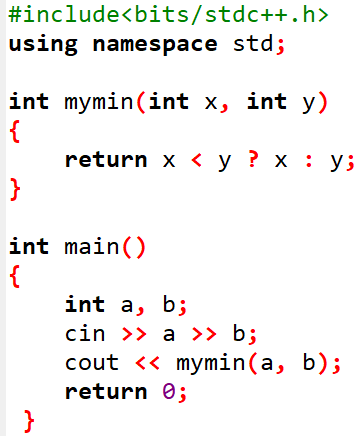 #include<bits/stdc++.h>
using namespace std;

int mymin(int x, int y)
{
    return x < y ? x : y;
}

int main()
{
    int a, b;
    cin >> a >> b;
    cout << mymin(a, b);
    return 0;
 }